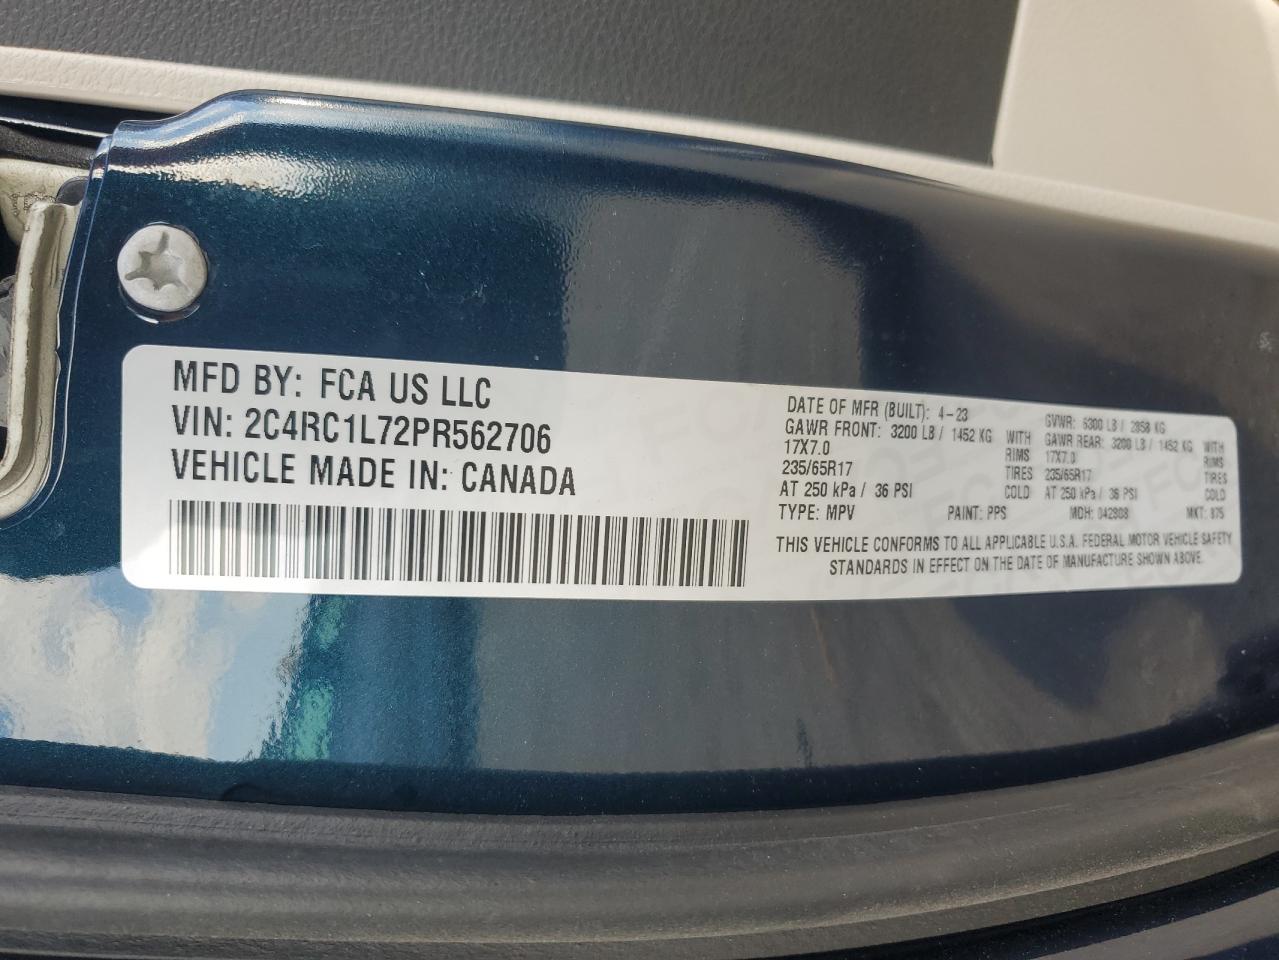 MFD BY: FCA US LLC
VIN: 2C4RC1L72PR562706
VEHICLE MADE IN: CANADA
DATE OF MFR (BUILT): 4-23 GVWR: 6300 LB / 2858 KG
GAWR FRONT: 3200 LB / 1452 KG WITH GAWR REAR: 3200 LB / 1452 KG WITH
17X7.0 RIMS 17X7.0 RIMS
235/65R17 TIRES 235/65R17 TIRES
AT 250 kPa / 36 PSI COLD AT 250 kPa / 36 PSI COLD
TYPE: MPV PAINT: PPS MDH: 042808 MKT: 875
THIS VEHICLE CONFORMS TO ALL APPLICABLE U.S.A. FEDERAL MOTOR VEHICLE SAFETY
STANDARDS IN EFFECT ON THE DATE OF MANUFACTURE SHOWN ABOVE.